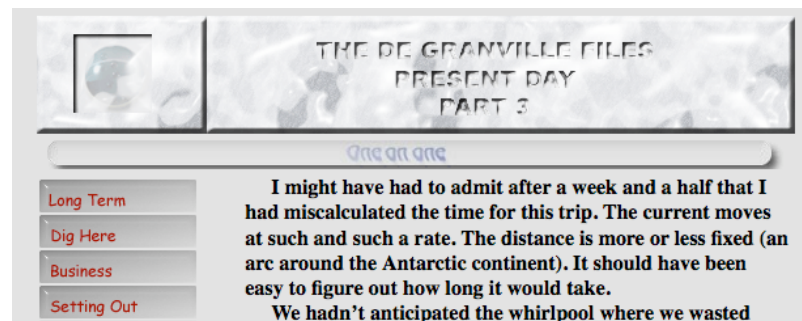 THE DE GRANVILLE FILES
PRESENT DAY
PART 3
One on one
Long Term
Dig Here
Business
Setting Out
I might have had to admit after a week and a half that I
had miscalculated the time for this trip. The current moves
at such and such a rate. The distance is more or less fixed (an
arc around the Antarctic continent). It should have been
easy to figure out how long it would take.
We hadn't anticipated the whirlpool where we wasted